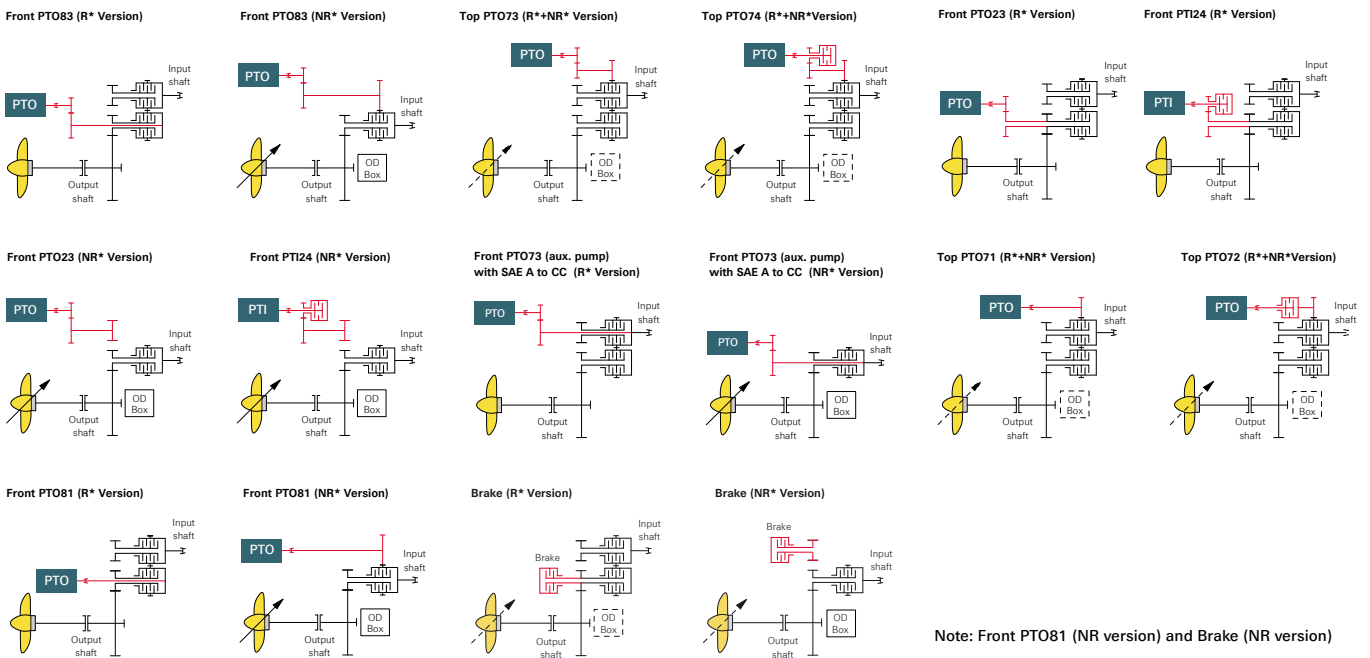 Front PTO83 (R* Version)
PTO
Input
shaft
Output
shaft
Front PTO83 (NR* Version)
PTO
Input
shaft
Output
shaft
OD
Box
Top PTO73 (R*+NR* Version)
PTO
Input
shaft
Output
shaft
OD
Box
Top PTO74 (R*+NR*Version)
PTO
Input
shaft
Output
shaft
OD
Box
Front PTO23 (R* Version)
PTO
Input
shaft
Output
shaft
Front PTI24 (R* Version)
PTI
Input
shaft
Output
shaft
Front PTO23 (NR* Version)
PTO
Input
shaft
Output
shaft
OD
Box
Front PTI24 (NR* Version)
PTI
Input
shaft
Output
shaft
OD
Box
Front PTO73 (aux. pump)
with SAE A to CC (R* Version)
PTO
Input
shaft
Output
shaft
Front PTO73 (aux. pump)
with SAE A to CC (NR* Version)
PTO
Input
shaft
Output
shaft
OD
Box
Top PTO71 (R*+NR* Version)
PTO
Input
shaft
Output
shaft
OD
Box
Top PTO72 (R*+NR*Version)
PTO
Input
shaft
Output
shaft
OD
Box
Front PTO81 (R* Version)
PTO
Input
shaft
Output
shaft
Front PTO81 (NR* Version)
PTO
Input
shaft
Output
shaft
OD
Box
Brake (R* Version)
Brake
Input
shaft
Output
shaft
OD
Box
Brake (NR* Version)
Brake
Input
shaft
Output
shaft
OD
Box
Note: Front PTO81 (NR version) and Brake (NR version)